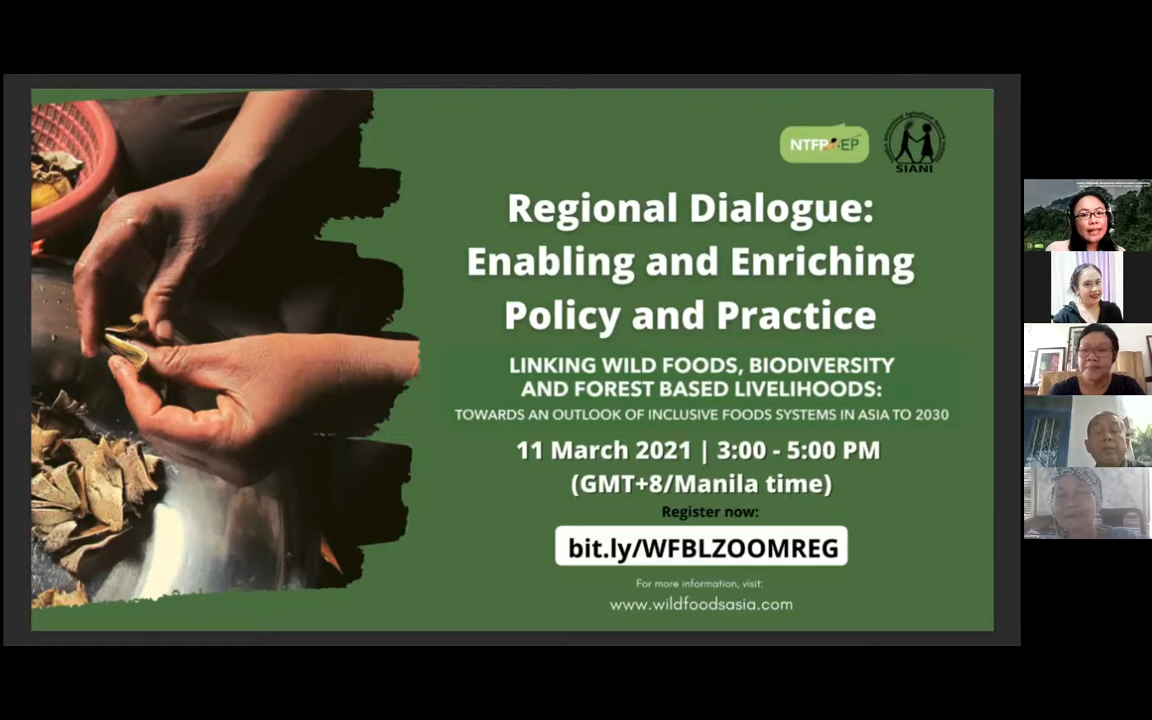 NTFP EP
SIANI
Regional Dialogue:
Enabling and Enriching
Policy and Practice
LINKING WILD FOODS, BIODIVERSITY
AND FOREST BASED LIVELIHOODS:
TOWARDS AN OUTLOOK OF INCLUSIVE FOODS SYSTEMS IN ASIA TO 2030
11 March 2021 | 3:00 - 5:00 PM
(GMT+8/Manila time)
Register now:
bit.ly/WFBLZOOMREG
For more information, visit:
www.wildfoodsasia.com